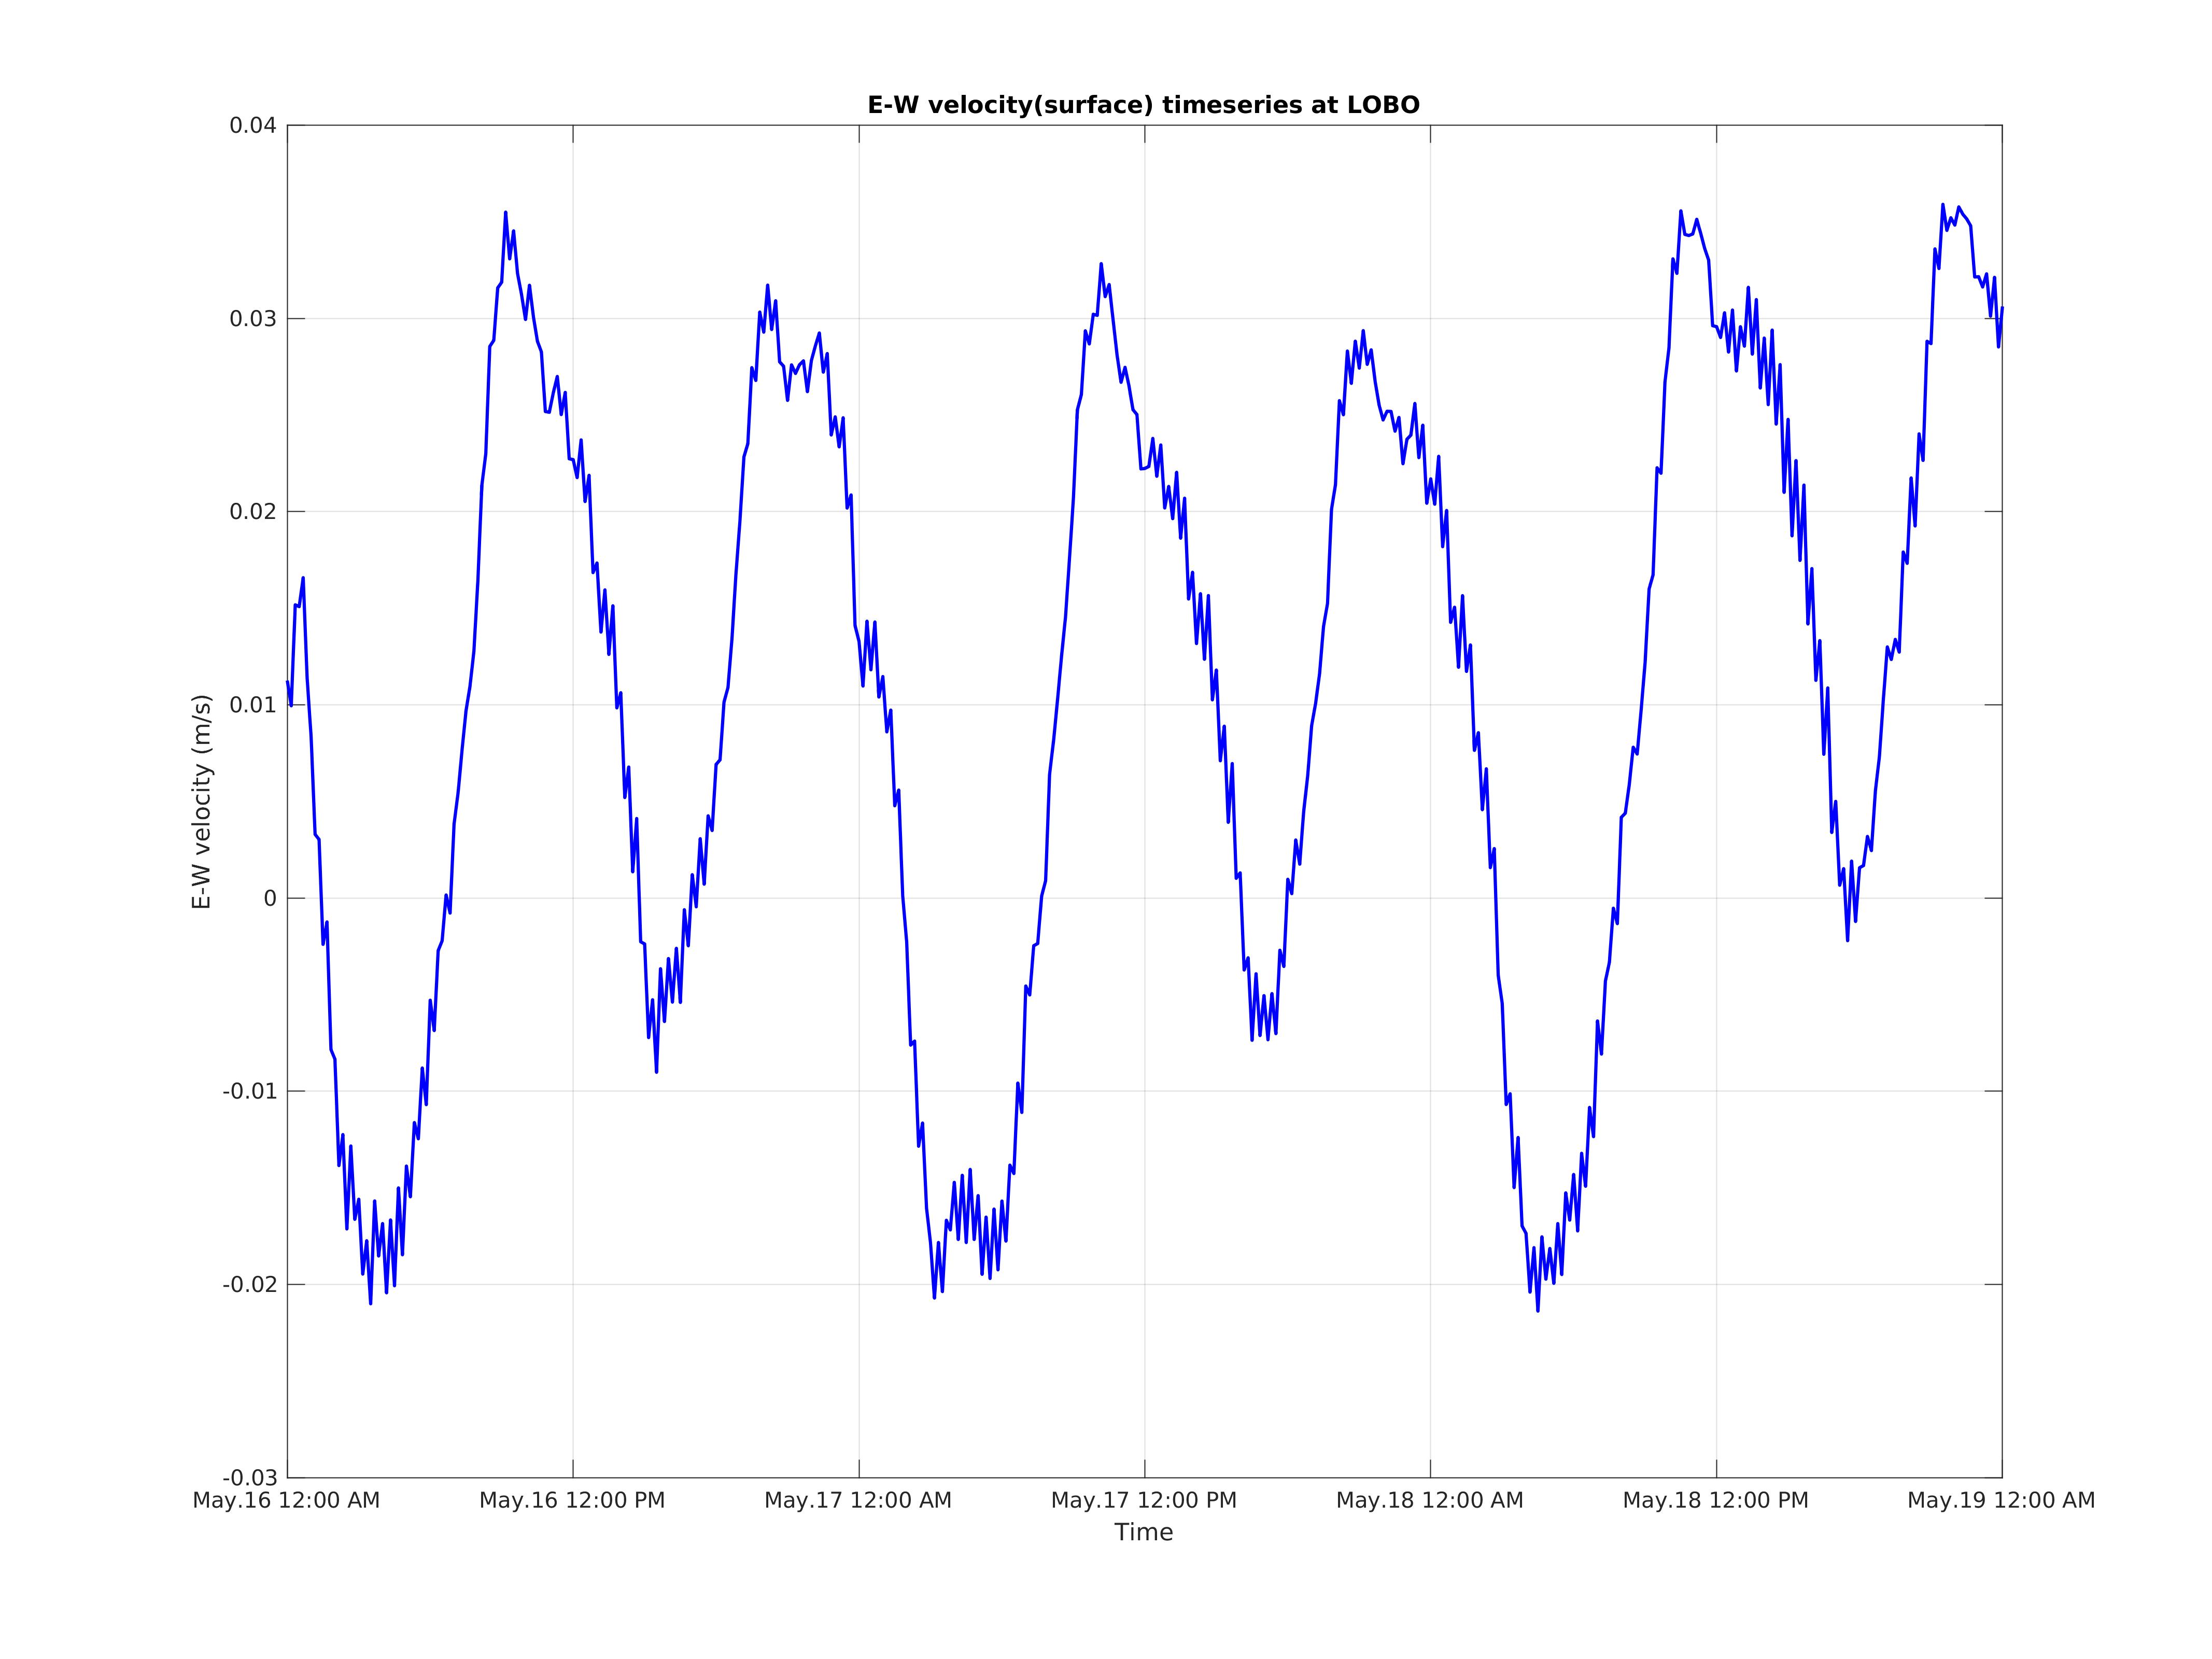 E-W velocity(surface) timeseries at LOBO
0.04
0.03
0.02
0.01
0
-0.01
-0.02
-0.03
E-W velocity (m/s)
May.16 12:00 AM May.16 12:00 PM May.17 12:00 AM May.17 12:00 PM May.18 12:00 AM May.18 12:00 PM May.19 12:00 AM
Time